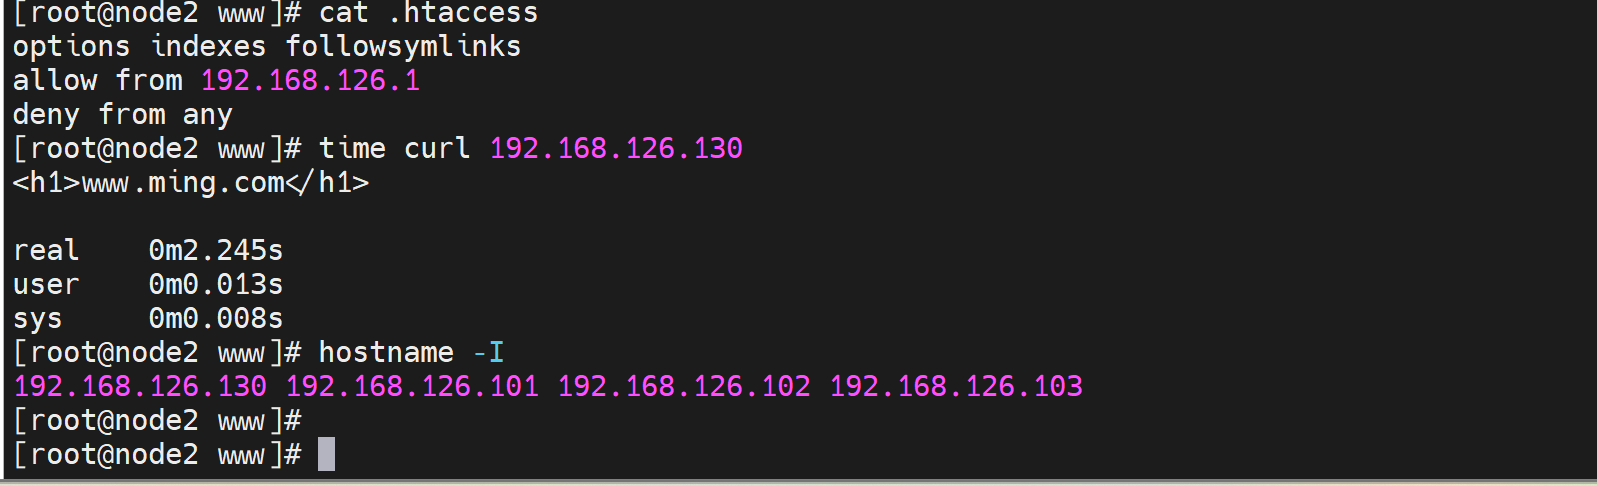 [root@node2 www]# cat .htaccess
options indexes followsymlinks
allow from 192.168.126.1
deny from any
[root@node2 www]# time curl 192.168.126.130
<h1>www.ming.com</h1>
real    0m2.245s
user    0m0.013s
sys     0m0.008s
[root@node2 www]# hostname -I
192.168.126.130 192.168.126.101 192.168.126.102 192.168.126.103
[root@node2 www]#
[root@node2 www]#